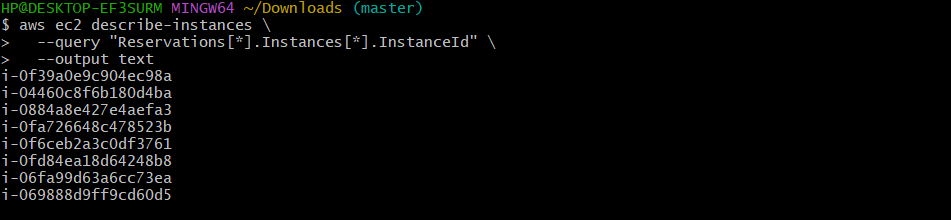 HP@DESKTOP-EF3SURM MINGW64 ~/Downloads (master)
$ aws ec2 describe-instances \
>   --query "Reservations[*].Instances[*].InstanceId" \
>   --output text
i-0f39a0e9c904ec98a
i-04460c8f6b180d4ba
i-0884a8e427e4aefa3
i-0fa726648c478523b
i-0f6ceb2a3c0df3761
i-0fd84ea18d64248b8
i-06fa99d63a6cc73ea
i-069888d9ff9cd60d5